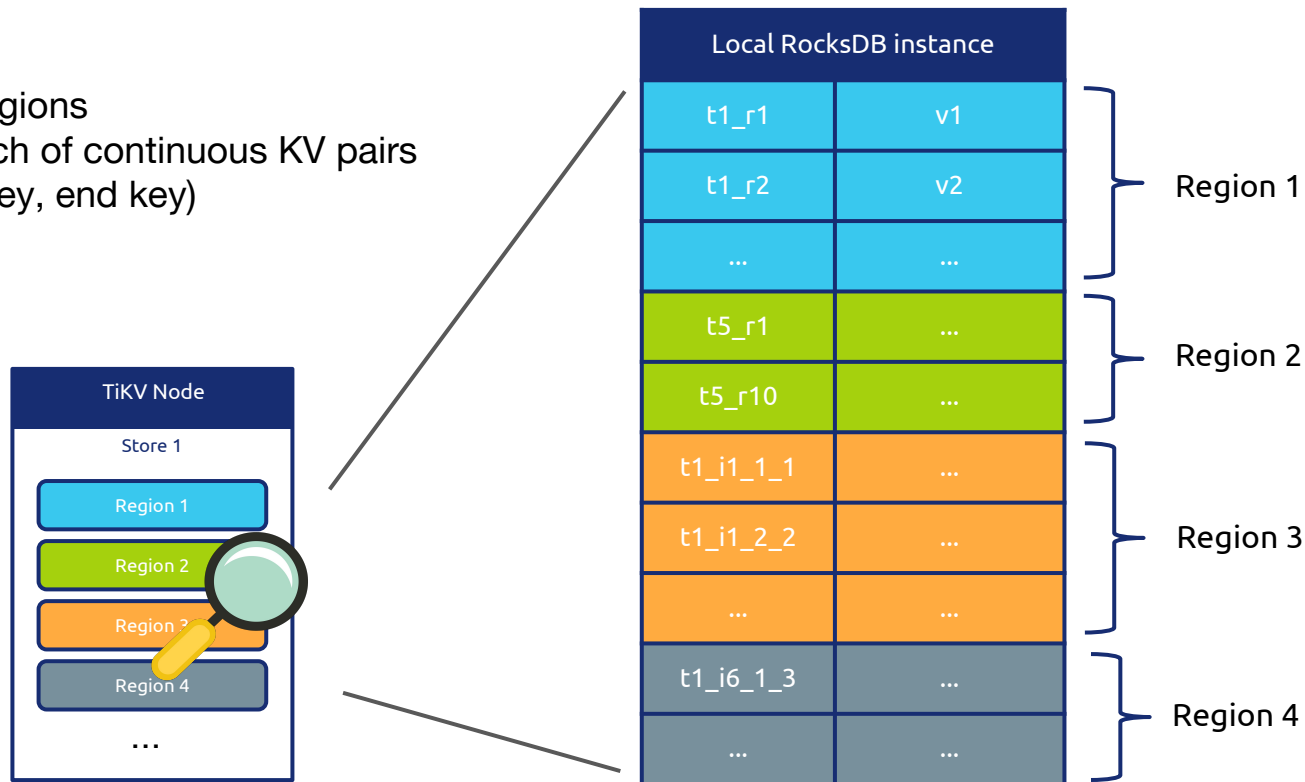 Local RocksDB instance
gions
ch of continuous KV pairs
ey, end key)
t1_r1 v1
t1_r2 v2
... ...
Region 1
t5_r1 ...
t5_r10 ...
Region 2
t1_i1_1_1 ...
t1_i1_2_2 ...
... ...
Region 3
t1_i6_1_3 ...
... ...
Region 4
TiKV Node
Store 1
Region 1
Region 2
Region 3
Region 4
...